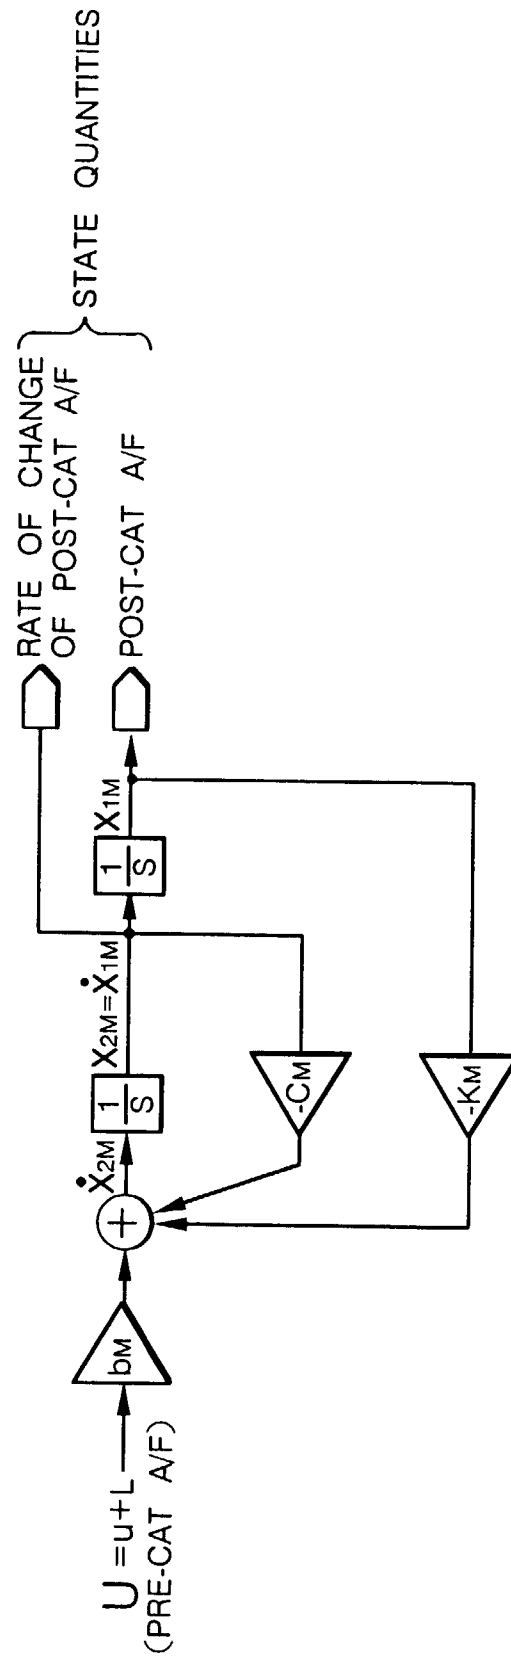 U=u+L
(PRE-CAT A/F)
bM
+
Ẋ2M
1
S
X2M=Ẋ1M
1
S
X1M
-CM
-KM
RATE OF CHANGE
OF POST-CAT A/F
POST-CAT A/F
STATE QUANTITIES